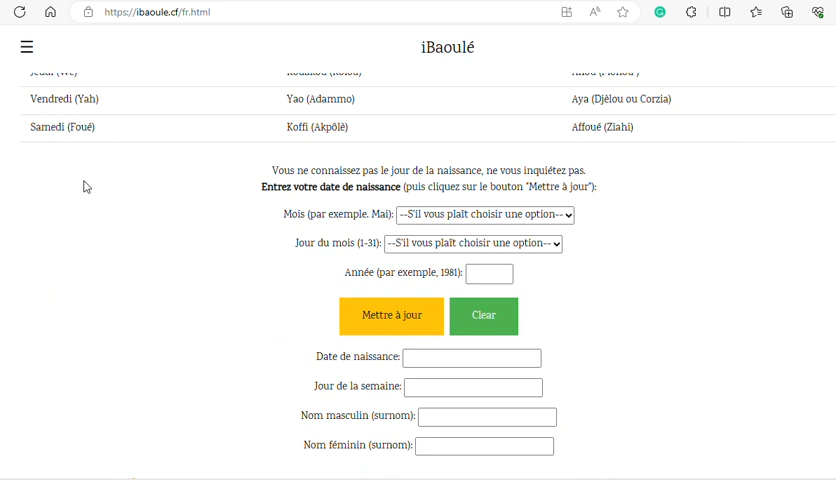 https://ibaoule.cf/fr.html
iBaoulé
Jeudi (Wé)
Vendredi (Yah) Yao (Adammo) Aya (Djèlou ou Corzia)
Samedi (Foué) Koffi (Akpôlè) Affoué (Ziahi)
Vous ne connaissez pas le jour de la naissance, ne vous inquiétez pas.
Entrez votre date de naissance (puis cliquez sur le bouton "Mettre à jour"):
Mois (par exemple. Mai): --S'il vous plaît choisir une option--
Jour du mois (1-31): --S'il vous plaît choisir une option--
Année (par exemple, 1981):
Mettre à jour Clear
Date de naissance:
Jour de la semaine:
Nom masculin (surnom):
Nom féminin (surnom):